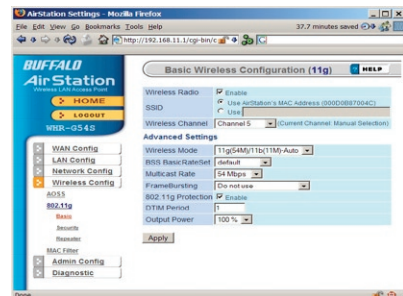 AirStation Settings - Mozilla Firefox
File Edit View Go Bookmarks Tools Help
37.7 minutes saved
http://192.168.11.1/cgi-bin/c
BUFFALO
AirStation
Wireless LAN Access Point
HOME
LOGOUT
WHR-G54S
WAN Config
LAN Config
Network Config
Wireless Config
AOSS
802.11g
Basic
Security
Repeater
MAC Filter
Admin Config
Diagnostic
Basic Wireless Configuration (11g)
HELP
Wireless Radio Enable
SSID
Use AirStation's MAC Address (000D0B87004C)
Use
Wireless Channel Channel 5 (Current Channel: Manual Selection)
Advanced Settings
Wireless Mode 11g(54M)/11b(11M)-Auto
BSS BasicRateSet default
Multicast Rate 54 Mbps
FrameBursting Do not use
802.11g Protection Enable
DTIM Period 1
Output Power 100 %
Apply
Done